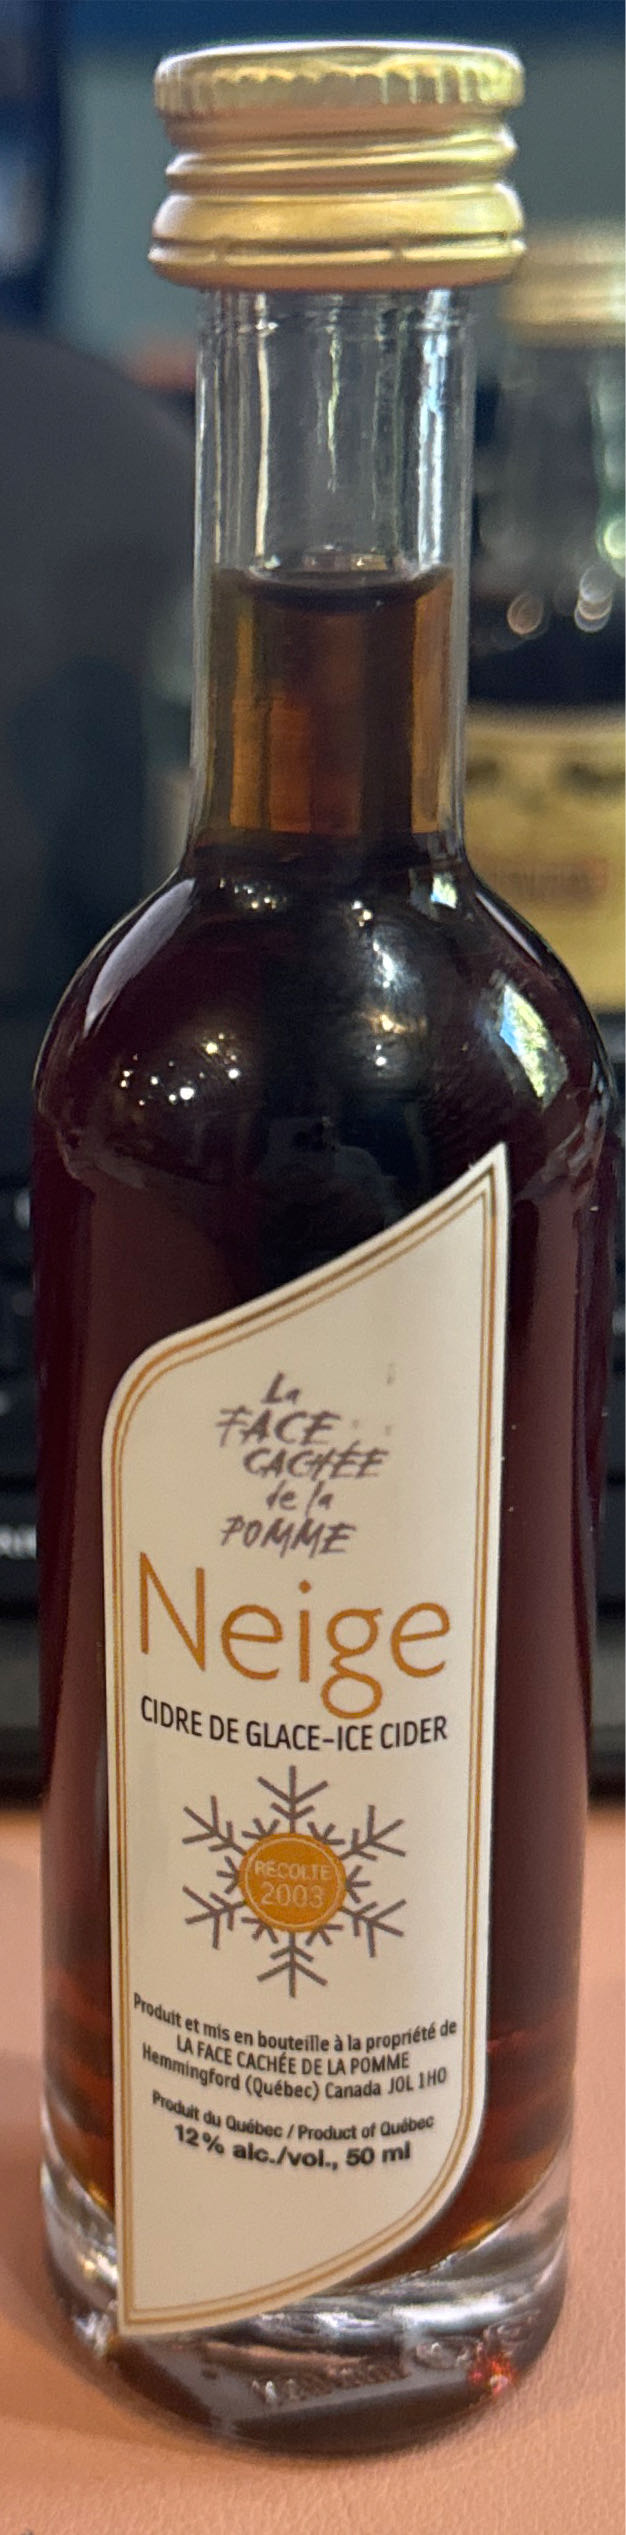 La
FACE
CACHÉE
de la
POMME
Neige
CIDRE DE GLACE-ICE CIDER
RÉCOLTE
2003
Produit et mis en bouteille à la propriété de
LA FACE CACHÉE DE LA POMME
Hemmingford (Québec) Canada J0L 1H0
Produit du Québec / Product of Québec
12% alc./vol., 50 ml